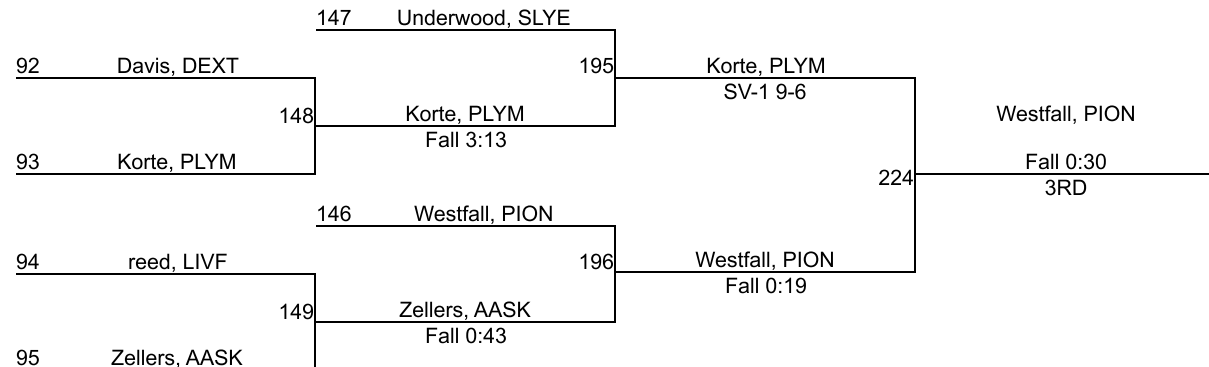 147 Underwood, SLYE
92 Davis, DEXT
195 Korte, PLYM
SV-1 9-6
148 Korte, PLYM
Fall 3:13
Westfall, PION
93 Korte, PLYM
Fall 0:30
224
3RD
146 Westfall, PION
94 reed, LIVF
196 Westfall, PION
Fall 0:19
149 Zellers, AASK
Fall 0:43
95 Zellers, AASK